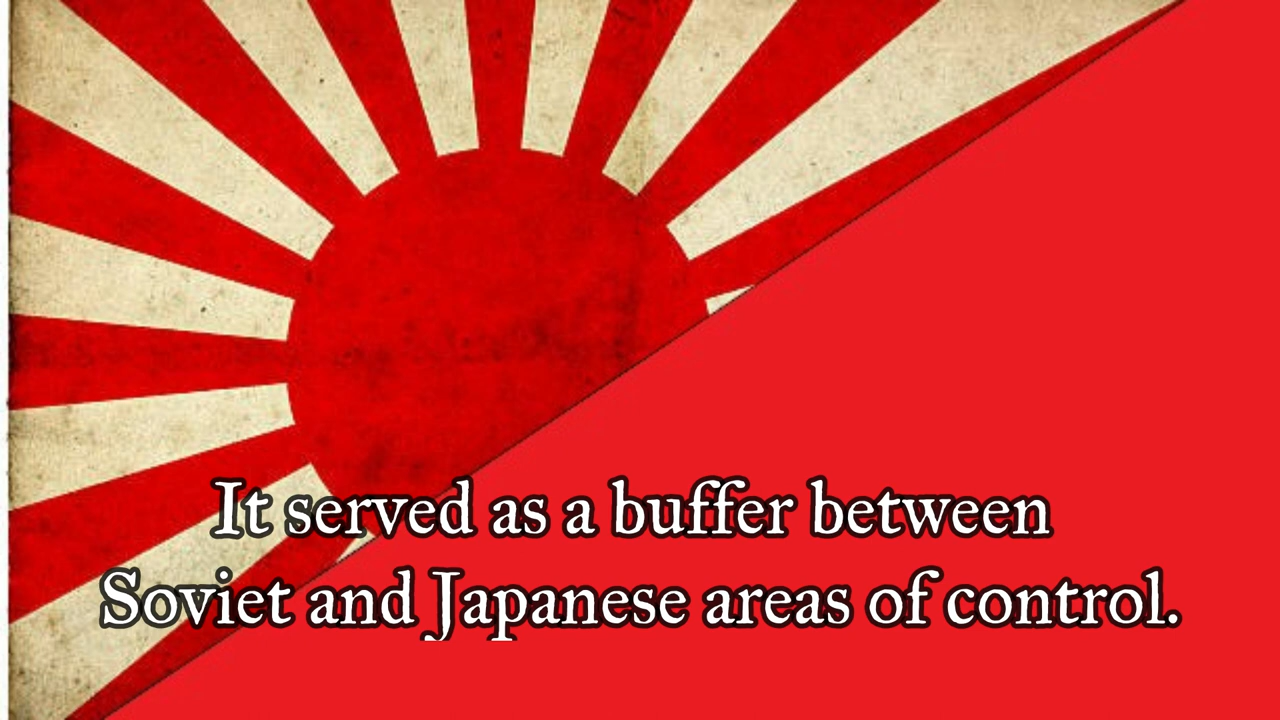 It served as a buffer between
Soviet and Japanese areas of control.